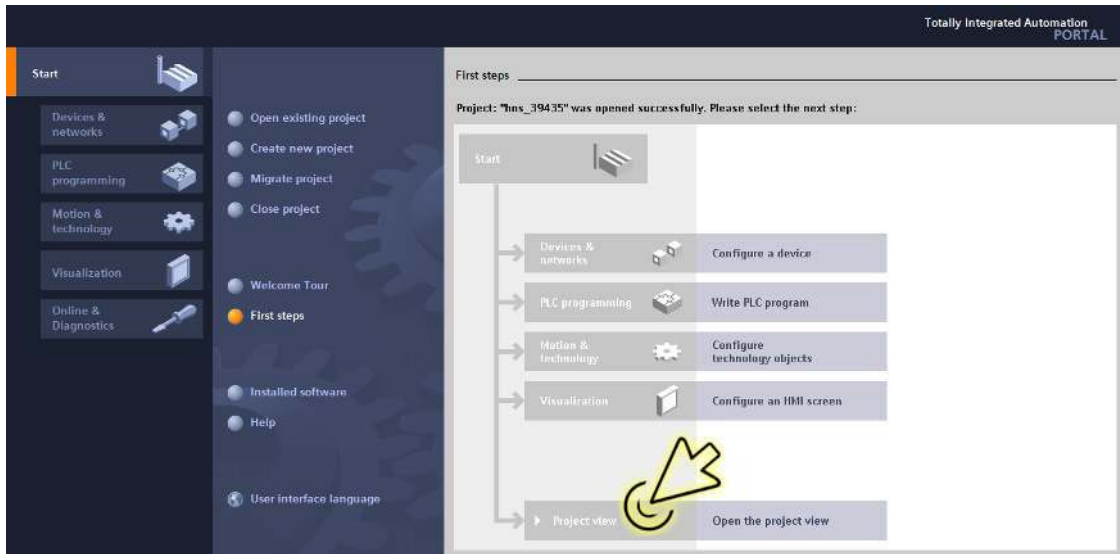 Totally Integrated Automation
PORTAL
Start
Devices &
networks
PLC
programming
Motion &
technology
Visualization
Online &
Diagnostics
Open existing project
Create new project
Migrate project
Close project
Welcome Tour
First steps
Installed software
Help
User interface language
First steps
Project: "hns_39435" was opened successfully. Please select the next step:
Start
Devices &
networks
Configure a device
PLC programming
Write PLC program
Motion &
technology
Configure
technology objects
Visualization
Configure an HMI screen
Project view
Open the project view